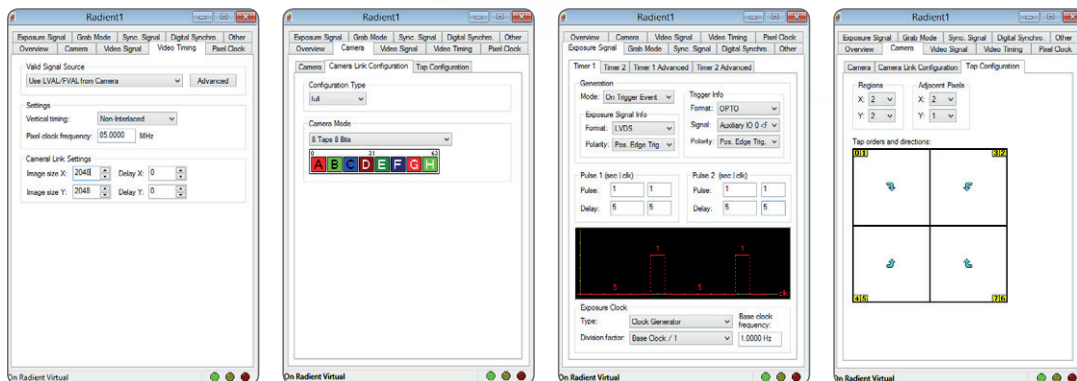 Radient1
Exposure Signal Grab Mode Sync. Signal Digital Synchro. Other
Overview Camera Video Signal Video Timing Pixel Clock
Valid Signal Source
Use LVAL/FVAL from Camera Advanced
Settings
Vertical timing: Non-Interlaced
Pixel clock frequency: 85.0000 MHz
CameraI Link Settings
Image size X: 2048 Delay X: 0
Image size Y: 2048 Delay Y: 0
On Radient Virtual
Radient1
Exposure Signal Grab Mode Sync. Signal Digital Synchro. Other
Overview Camera Video Signal Video Timing Pixel Clock
Camera Camera Link Configuration Tap Configuration
Configuration Type
full
Camera Mode
8 Taps 8 Bits
0 31 63
A B C D E F G H
On Radient Virtual
Radient1
Overview Camera Video Signal Video Timing Pixel Clock
Exposure Signal Grab Mode Sync. Signal Digital Synchro. Other
Timer 1 Timer 2 Timer 1 Advanced Timer 2 Advanced
Generation
Mode: On Trigger Event
Exposure Signal Info
Format: LVDS
Polarity: Pos. Edge Trig.
Trigger Info
Format: OPTO
Signal: Auxiliary IO 0 <F
Polarity: Pos. Edge Trig.
Pulse 1 (sec | clk)
Pulse: 1 1
Delay: 5 5
Pulse 2 (sec | clk)
Pulse: 1 1
Delay: 5 5
1 1
5 5 clk
Exposure Clock
Type: Clock Generator
Division factor: Base Clock / 1
Base clock
frequency:
1.0000 Hz
On Radient Virtual
Radient1
Exposure Signal Grab Mode Sync. Signal Digital Synchro. Other
Overview Camera Video Signal Video Timing Pixel Clock
Camera Camera Link Configuration Tap Configuration
Regions
X: 2
Y: 2
Adjacent Pixels
X: 2
Y: 1
Tap orders and directions:
0|1 3|2
4|5 7|6
On Radient Virtual